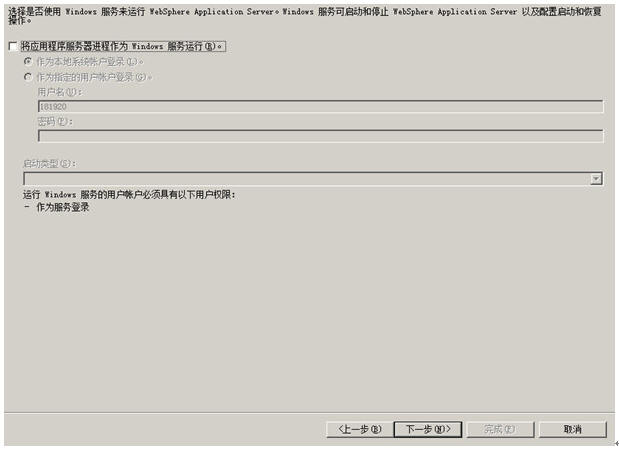 选择是否使用 Windows 服务来运行 WebSphere Application Server。Windows 服务可启动和停止 WebSphere Application Server 以及配置启动和恢复
操作。
将应用程序服务器进程作为 Windows 服务运行(R)。
作为本地系统帐户登录(L)。
作为指定的用户帐户登录(G)。
用户名(U):
181920
密码(P):
启动类型(S):
运行 Windows 服务的用户帐户必须具有以下用户权限:
- 作为服务登录
<上一步(B)
下一步(N)>
完成(F)
取消